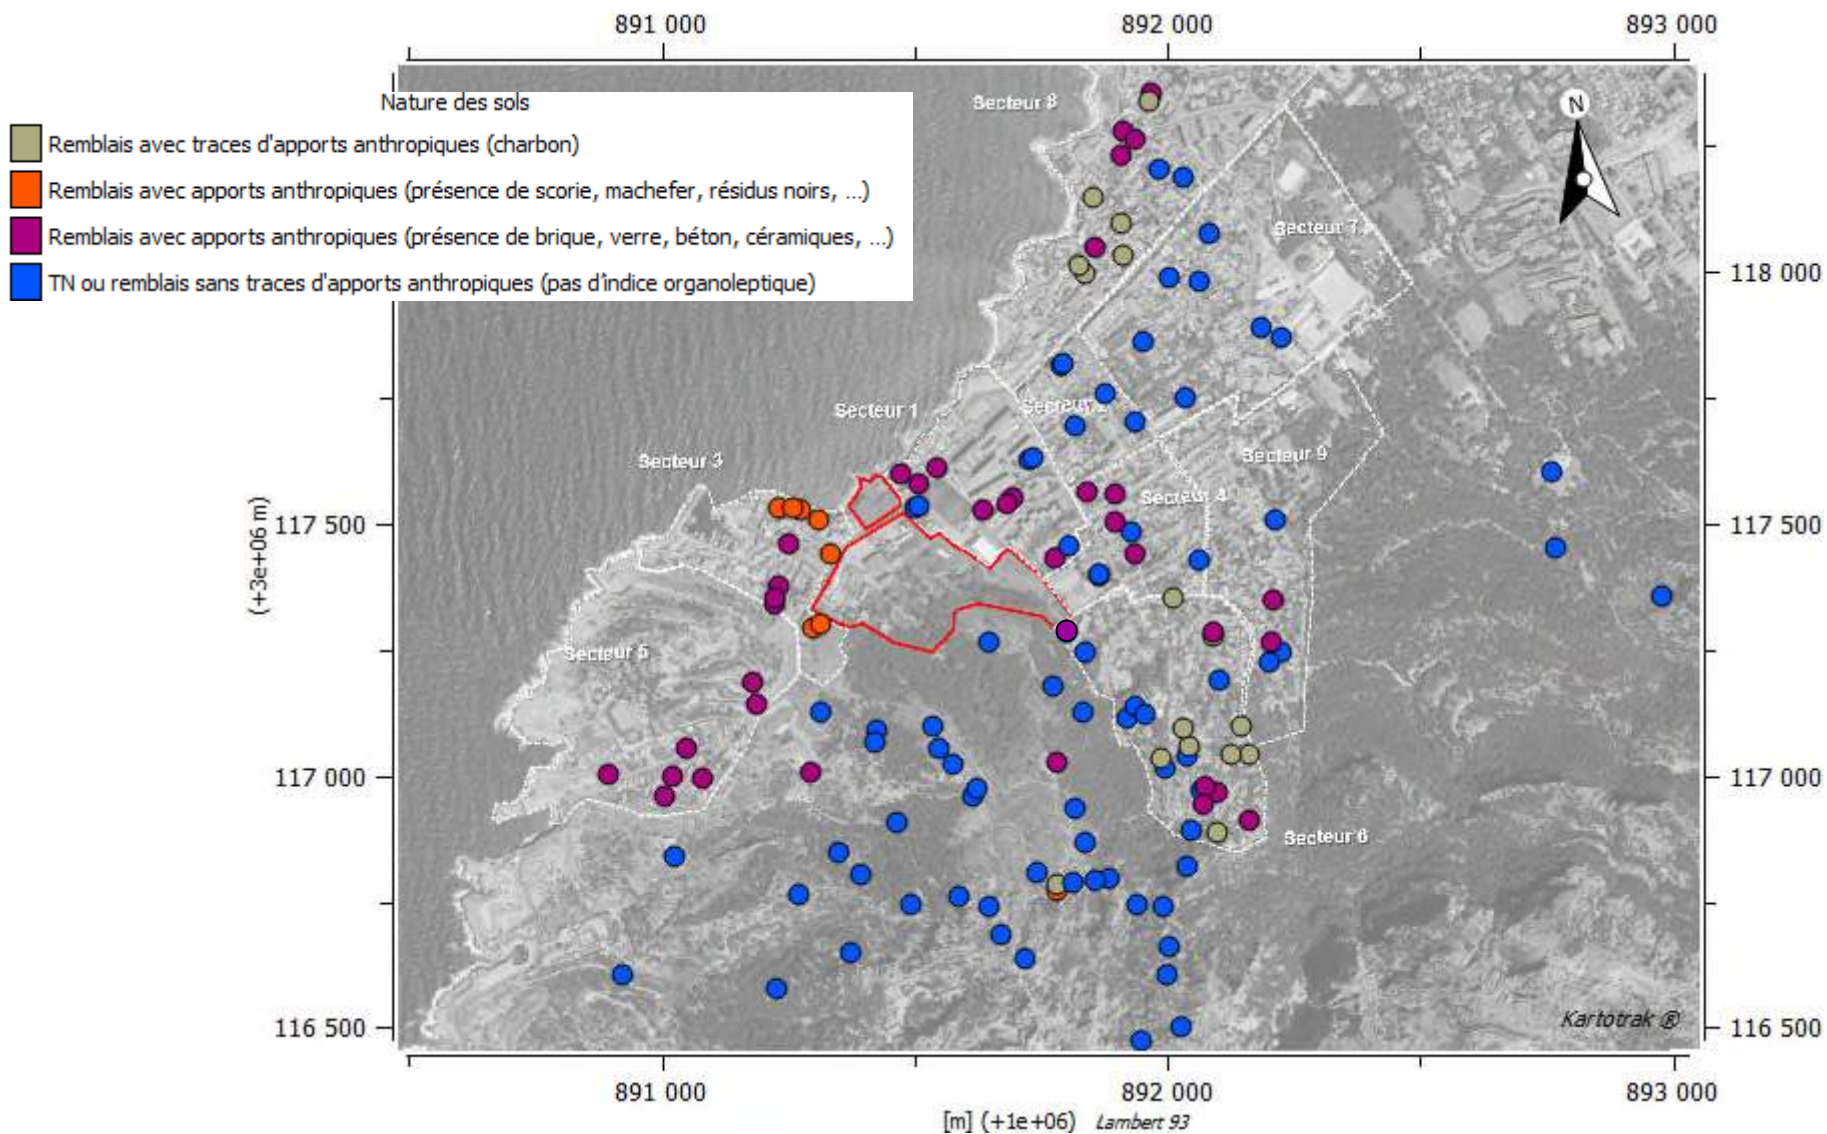 891 000
892 000
893 000
Nature des sols
Remblais avec traces d'apports anthropiques (charbon)
Remblais avec apports anthropiques (présence de scorie, machefer, résidus noirs, ...)
Remblais avec apports anthropiques (présence de brique, verre, béton, céramiques, ...)
TN ou remblais sans traces d'apports anthropiques (pas d'indice organoleptique)
Secteur 8
N
Secteur 7
118 000
Secteur 1
Secteur 2
Secteur 3
Secteur 9
Secteur 4
117 500
117 500
(+3e+06 m)
Secteur 5
117 000
117 000
Secteur 6
116 500
Kartotrak ®
116 500
891 000
892 000
893 000
[m] (+1e+06) Lambert 93